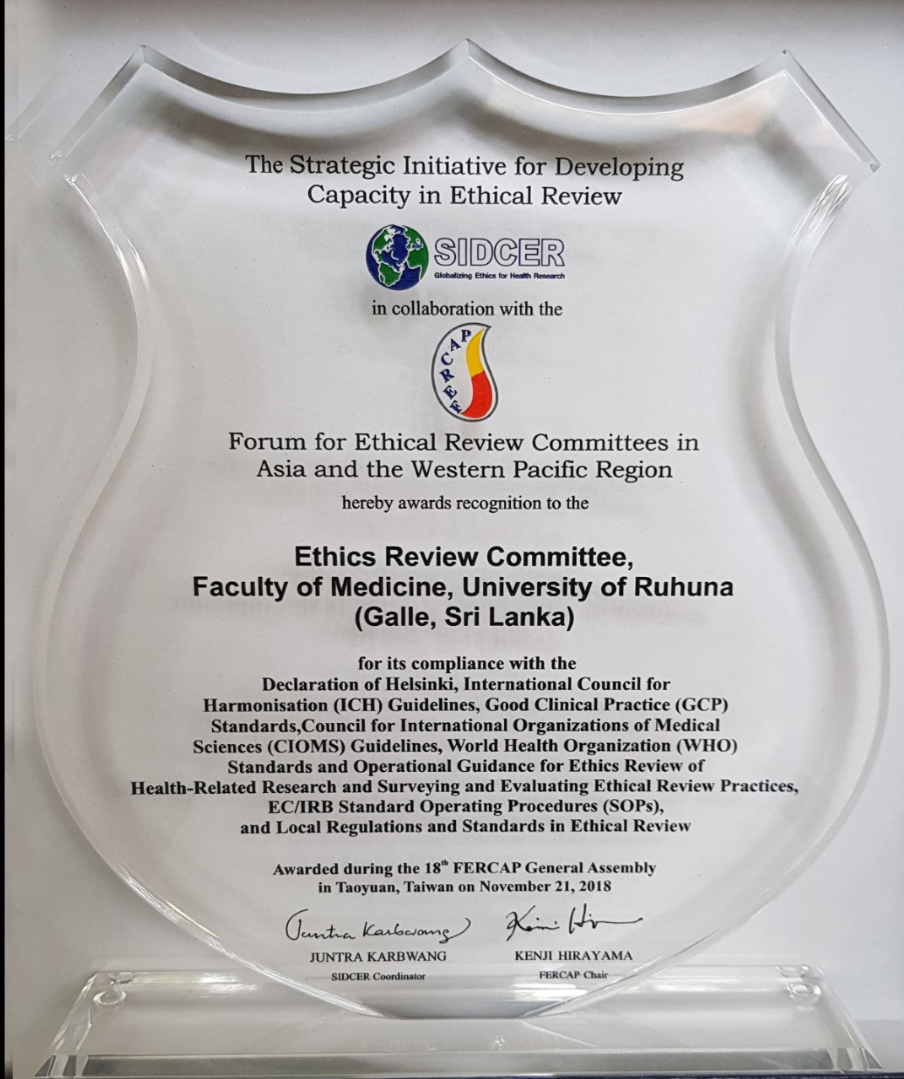 The Strategic Initiative for Developing
Capacity in Ethical Review
SIDCER
Globalizing Ethics for Health Research
in collaboration with the
FERCAP
Forum for Ethical Review Committees in
Asia and the Western Pacific Region
hereby awards recognition to the
Ethics Review Committee,
Faculty of Medicine, University of Ruhuna
(Galle, Sri Lanka)
for its compliance with the
Declaration of Helsinki, International Council for
Harmonisation (ICH) Guidelines, Good Clinical Practice (GCP)
Standards,Council for International Organizations of Medical
Sciences (CIOMS) Guidelines, World Health Organization (WHO)
Standards and Operational Guidance for Ethics Review of
Health-Related Research and Surveying and Evaluating Ethical Review Practices,
EC/IRB Standard Operating Procedures (SOPs),
and Local Regulations and Standards in Ethical Review
Awarded during the 18th FERCAP General Assembly
in Taoyuan, Taiwan on November 21, 2018
Juntra Karbwang
JUNTRA KARBWANG KENJI HIRAYAMA
SIDCER Coordinator FERCAP Chair